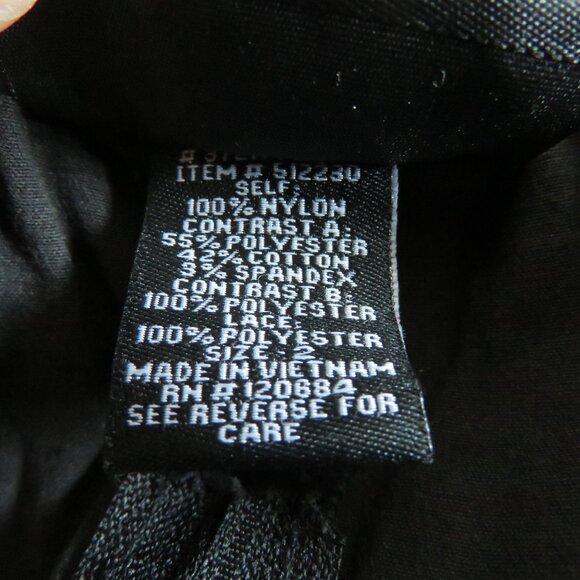 ITEM # 512230
SELF:
100% NYLON
CONTRAST A:
55% POLYESTER
42% COTTON
3% SPANDEX
CONTRAST B:
100% POLYESTER
LACE:
100% POLYESTER
SIZE : 2
MADE IN VIETNAM
RN # 120684
SEE REVERSE FOR
CARE